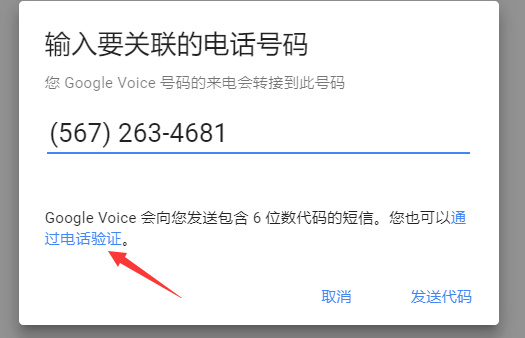 输入要关联的电话号码
您 Google Voice 号码的来电会转接到此号码
(567) 263-4681
Google Voice 会向您发送包含 6 位数代码的短信。您也可以通
过电话验证。
取消 发送代码